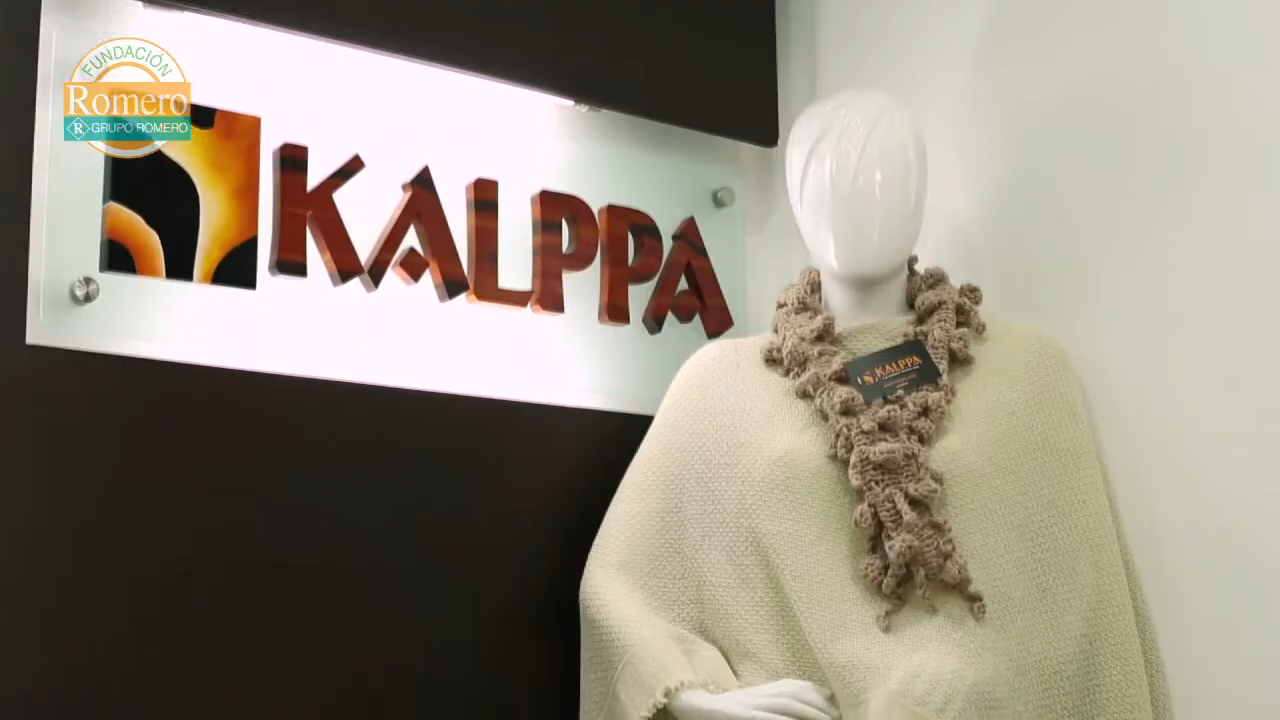 FUNDACIÓN
Romero
GRUPO ROMERO
KALPPA
KALPPA